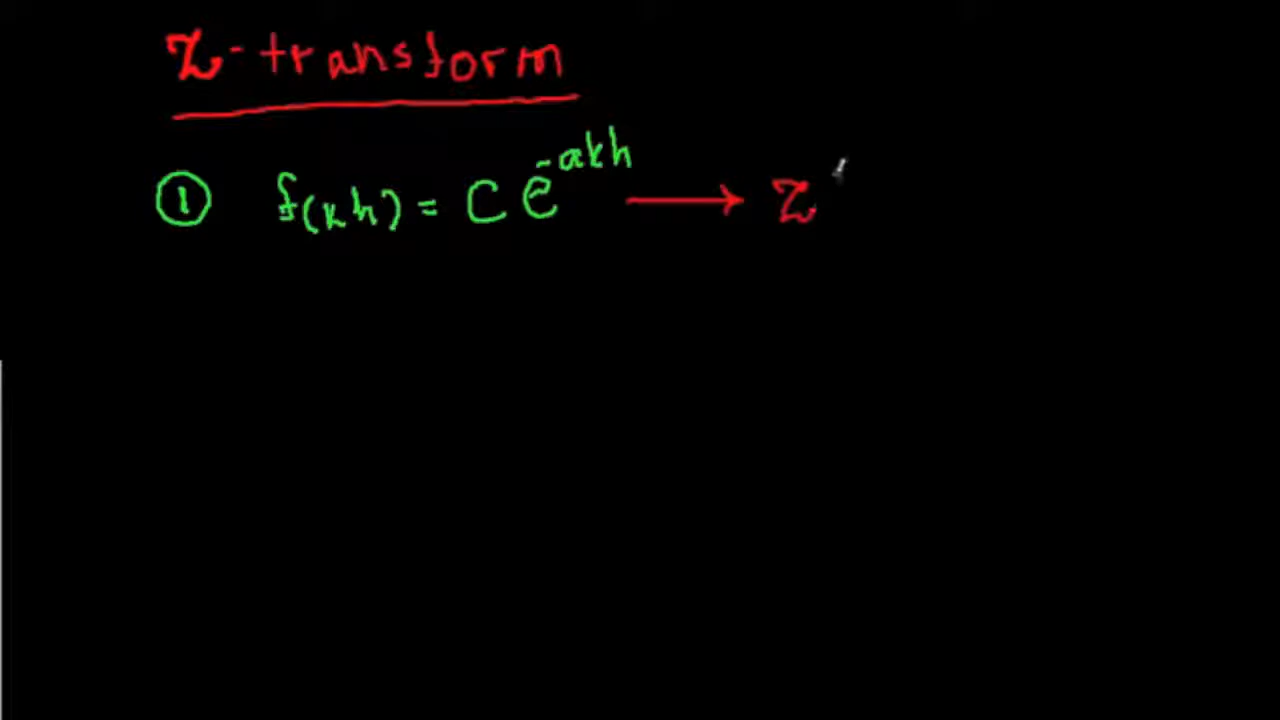 Z-transform
① f(kh) = C e^{-akh} → Z